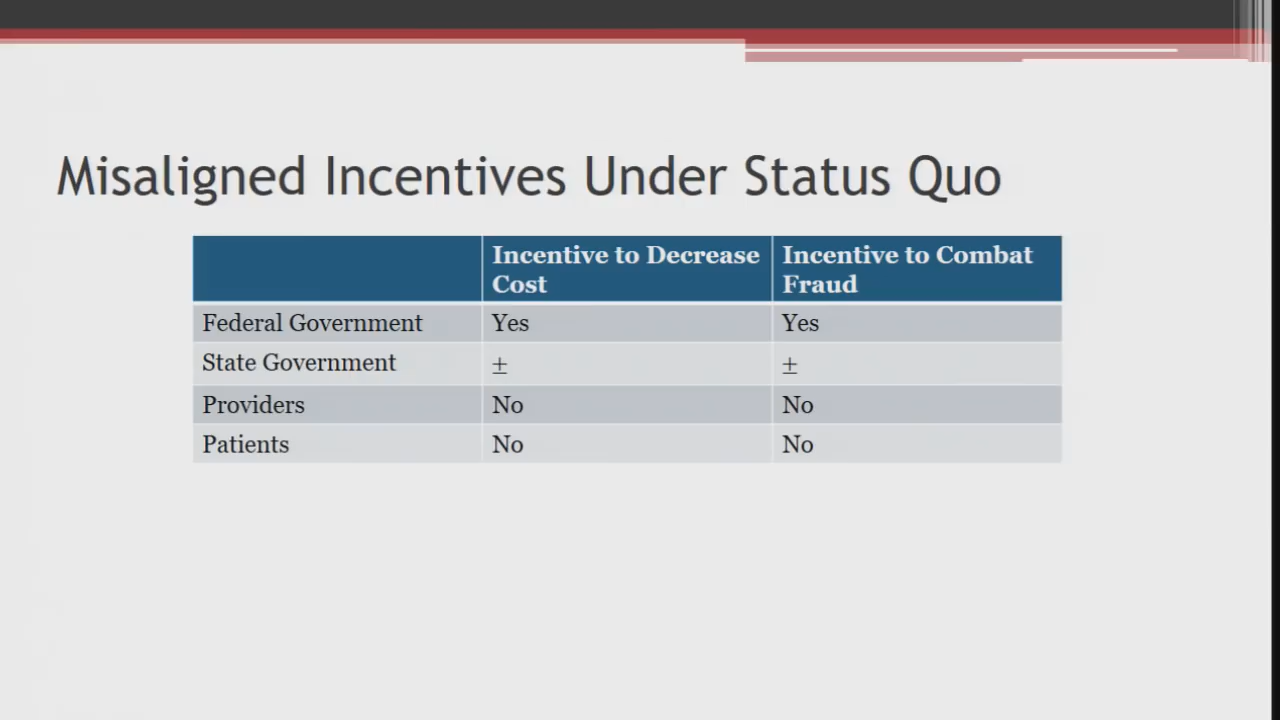 Misaligned Incentives Under Status Quo
Incentive to Decrease Cost
Incentive to Combat Fraud
Federal Government Yes Yes
State Government ± ±
Providers No No
Patients No No